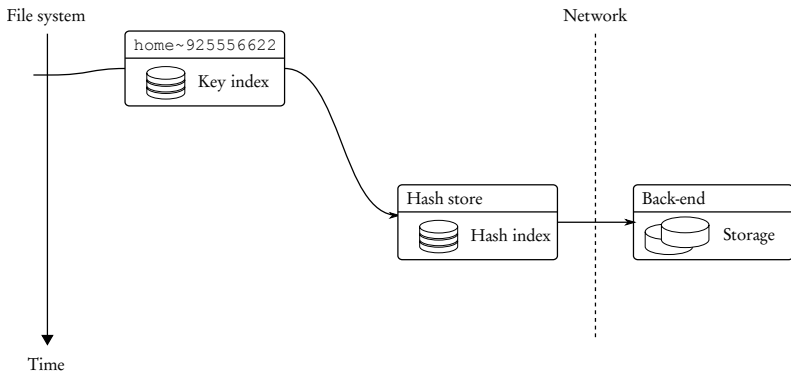 File system
Network
home~925556622
Key index
Hash store
Hash index
Back-end
Storage
Time